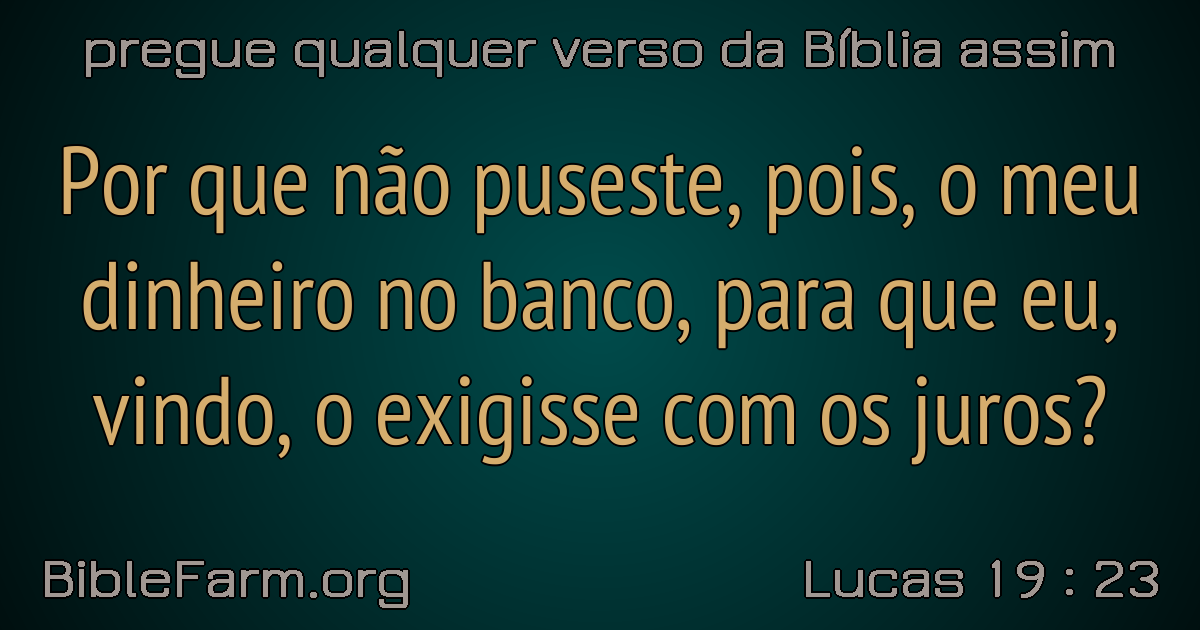 pregue qualquer verso da Bíblia assim
Por que não puseste, pois, o meu
dinheiro no banco, para que eu,
vindo, o exigisse com os juros?
BibleFarm.org
Lucas 19 : 23